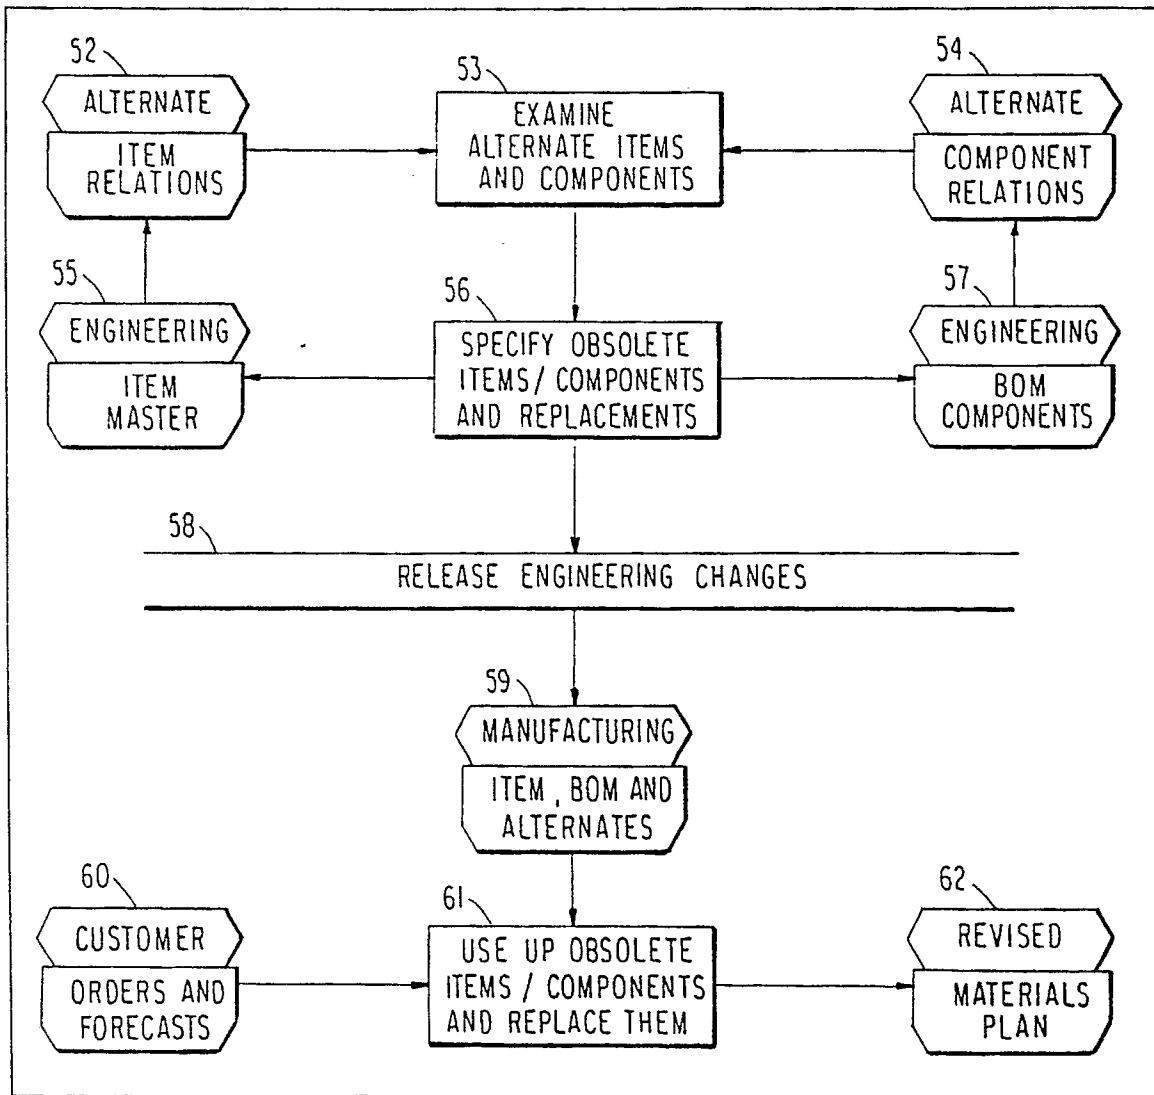 52
ALTERNATE
ITEM
RELATIONS
53
EXAMINE
ALTERNATE ITEMS
AND COMPONENTS
54
ALTERNATE
COMPONENT
RELATIONS
55
ENGINEERING
ITEM
MASTER
56
SPECIFY OBSOLETE
ITEMS / COMPONENTS
AND REPLACEMENTS
57
ENGINEERING
BOM
COMPONENTS
58
RELEASE ENGINEERING CHANGES
59
MANUFACTURING
ITEM, BOM AND
ALTERNATES
60
CUSTOMER
ORDERS AND
FORECASTS
61
USE UP OBSOLETE
ITEMS / COMPONENTS
AND REPLACE THEM
62
REVISED
MATERIALS
PLAN